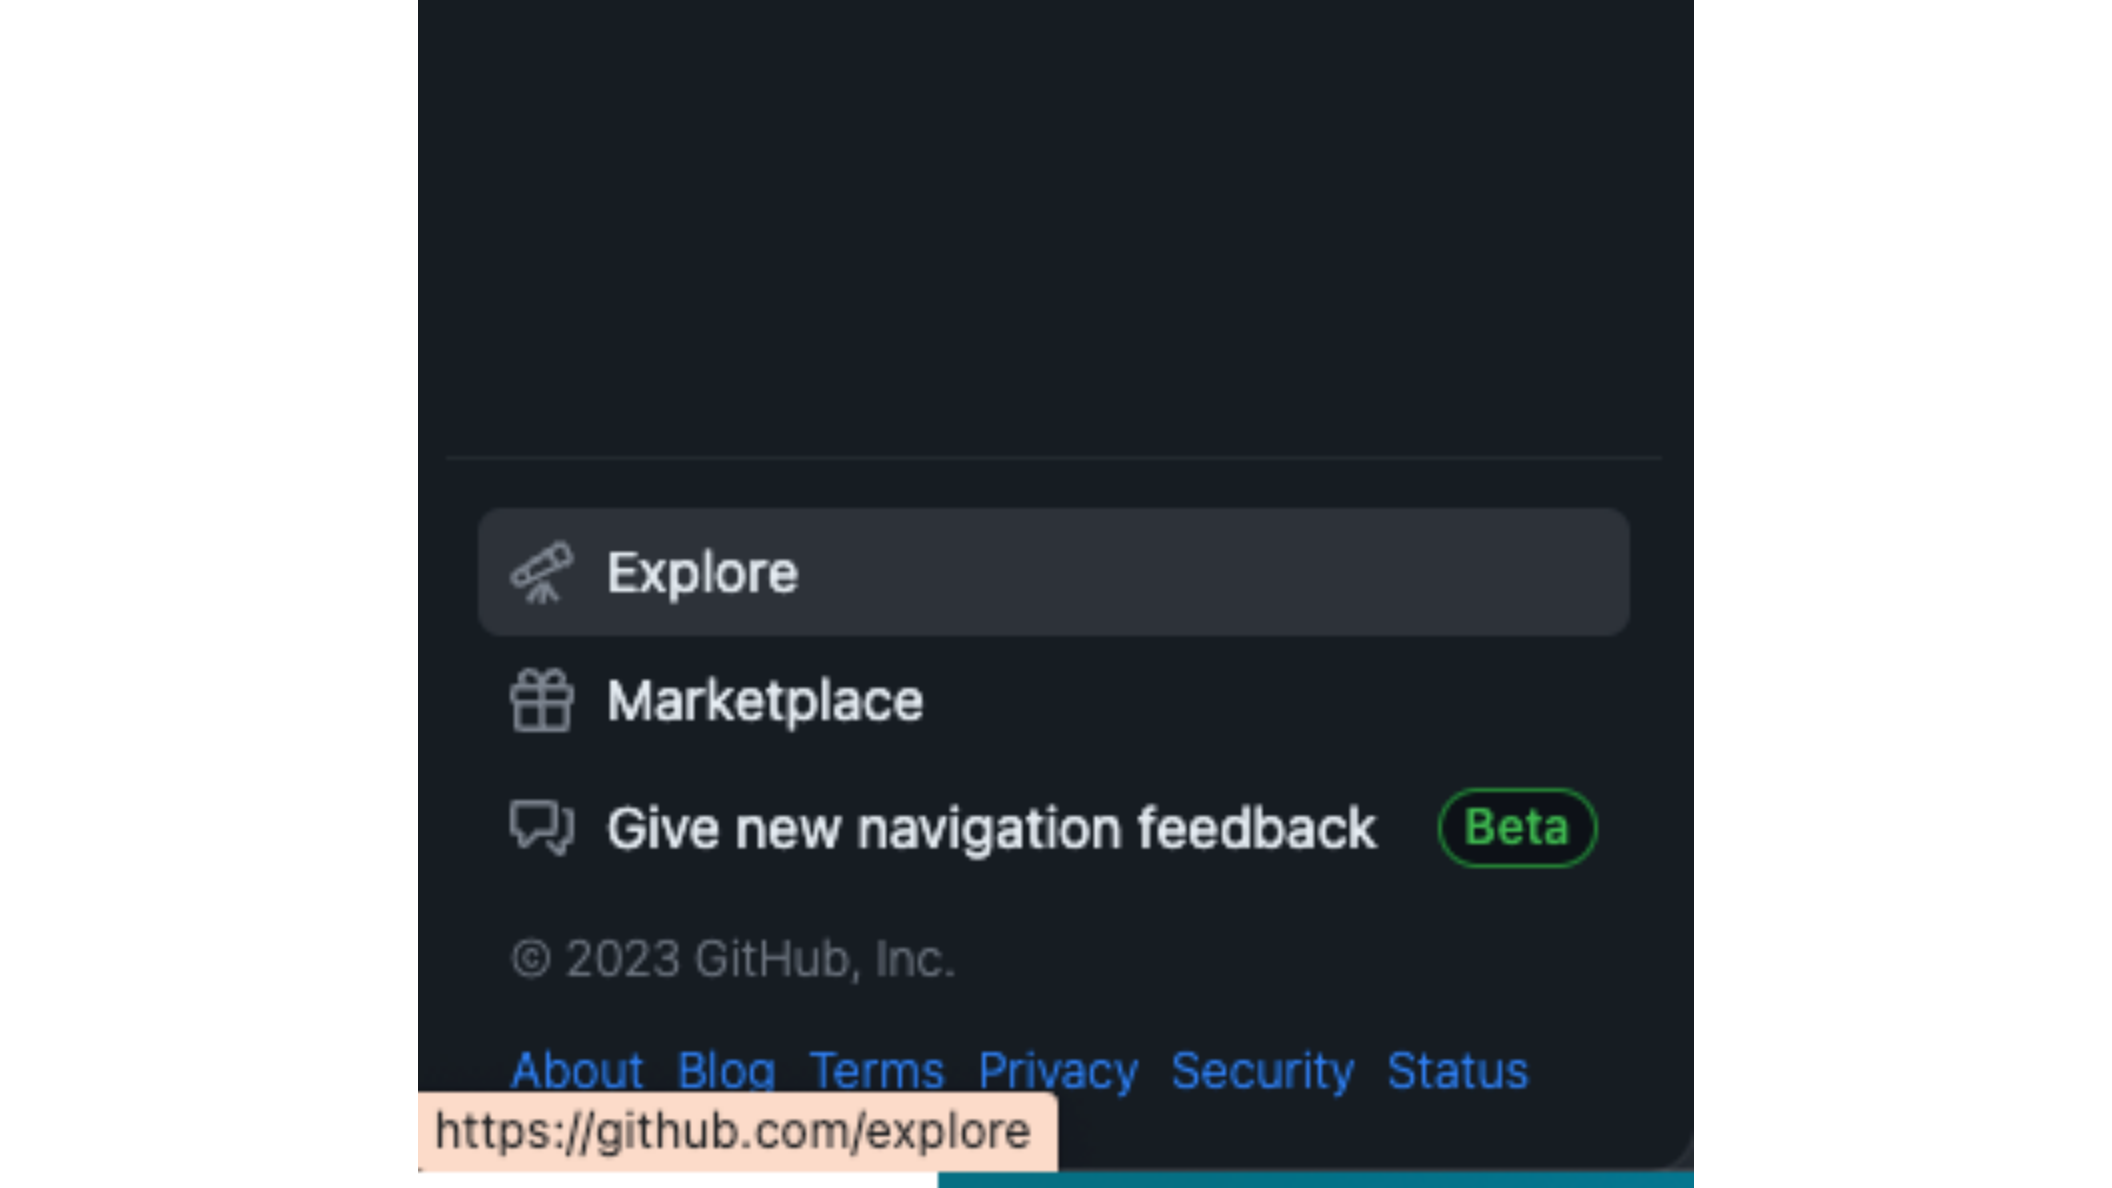 Explore
Marketplace
Give new navigation feedback Beta
© 2023 GitHub, Inc.
About Blog Terms Privacy Security Status
https://github.com/explore